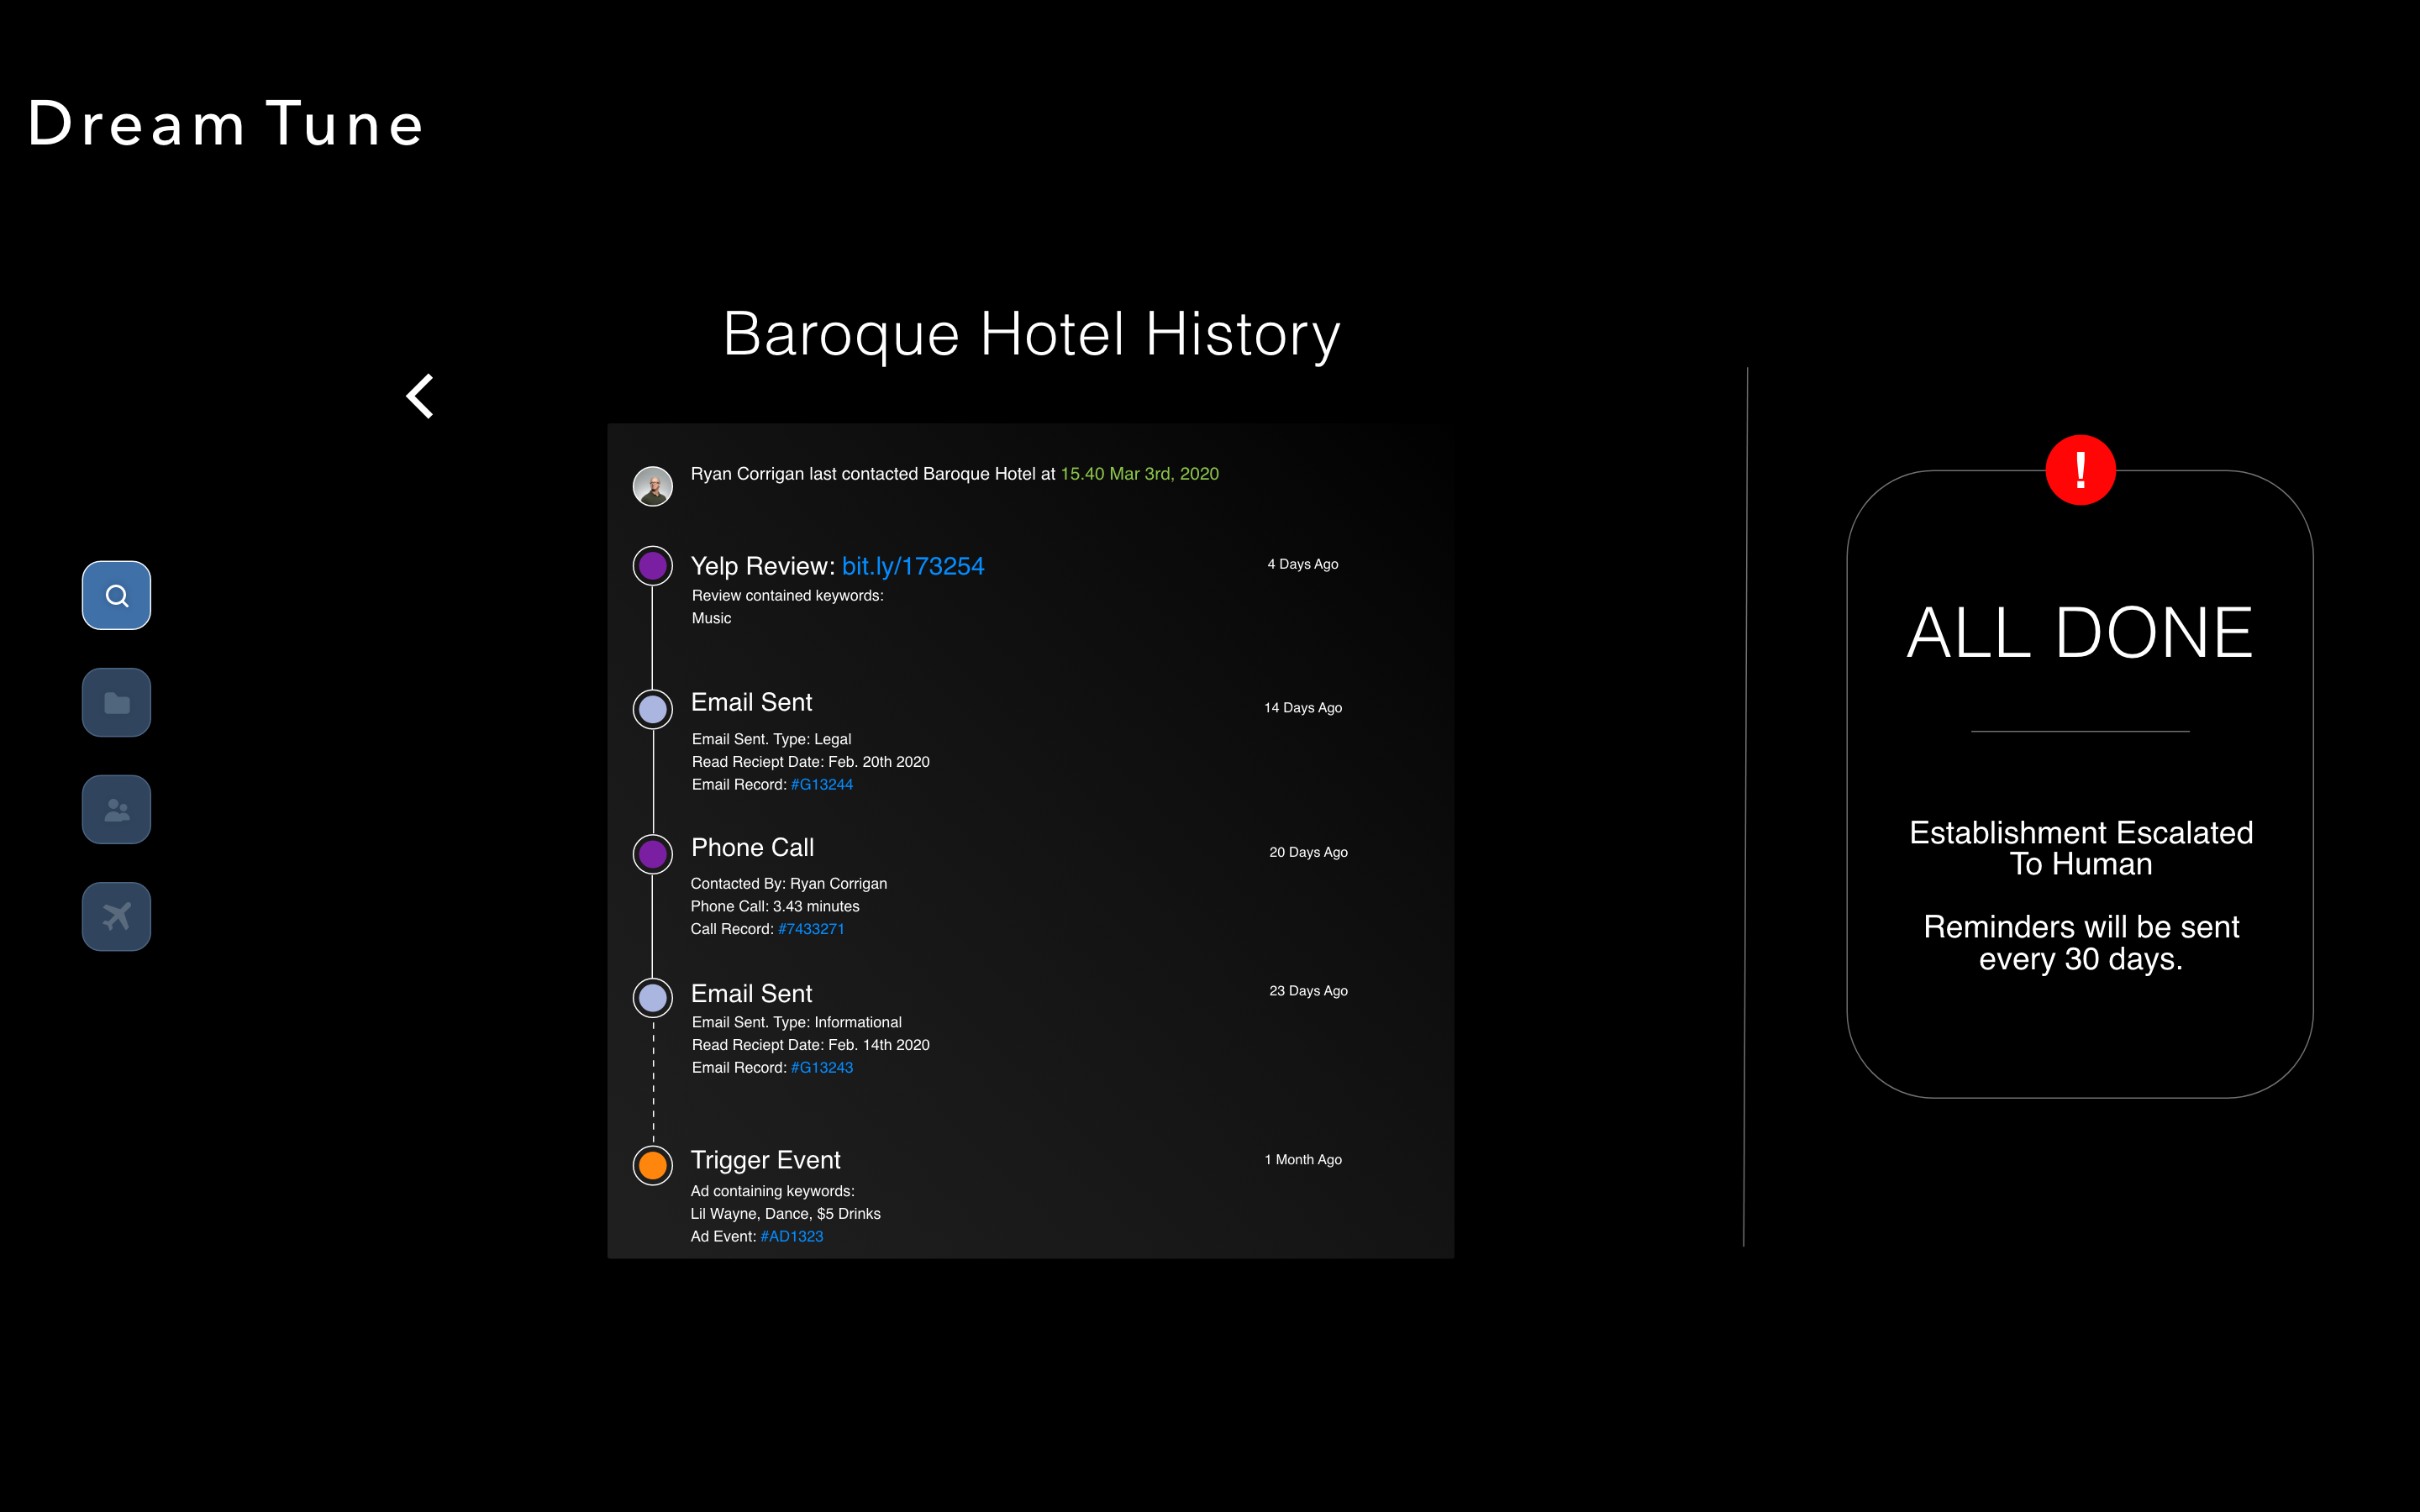 Dream Tune
Baroque Hotel History
Ryan Corrigan last contacted Baroque Hotel at 15.40 Mar 3rd, 2020
Yelp Review: bit.ly/173254
4 Days Ago
Review contained keywords:
Music
Email Sent
14 Days Ago
Email Sent. Type: Legal
Read Reciept Date: Feb. 20th 2020
Email Record: #G13244
Phone Call
20 Days Ago
Contacted By: Ryan Corrigan
Phone Call: 3.43 minutes
Call Record: #7433271
Email Sent
23 Days Ago
Email Sent. Type: Informational
Read Reciept Date: Feb. 14th 2020
Email Record: #G13243
Trigger Event
1 Month Ago
Ad containing keywords:
Lil Wayne, Dance, $5 Drinks
Ad Event: #AD1323
!
ALL DONE
Establishment Escalated
To Human
Reminders will be sent
every 30 days.